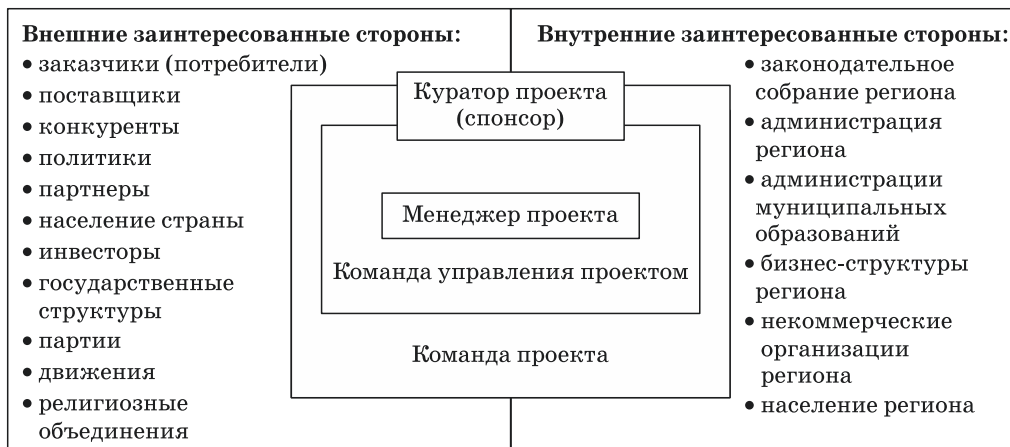 Внешние заинтересованные стороны:
• заказчики (потребители)
• поставщики
• конкуренты
• политики
• партнеры
• население страны
• инвесторы
• государственные
структуры
• партии
• движения
• религиозные
объединения
Куратор проекта
(спонсор)
Менеджер проекта
Команда управления проектом
Команда проекта
Внутренние заинтересованные стороны:
• законодательное
собрание региона
• администрация
региона
• администрации
муниципальных
образований
• бизнес-структуры
региона
• некоммерческие
организации
региона
• население региона